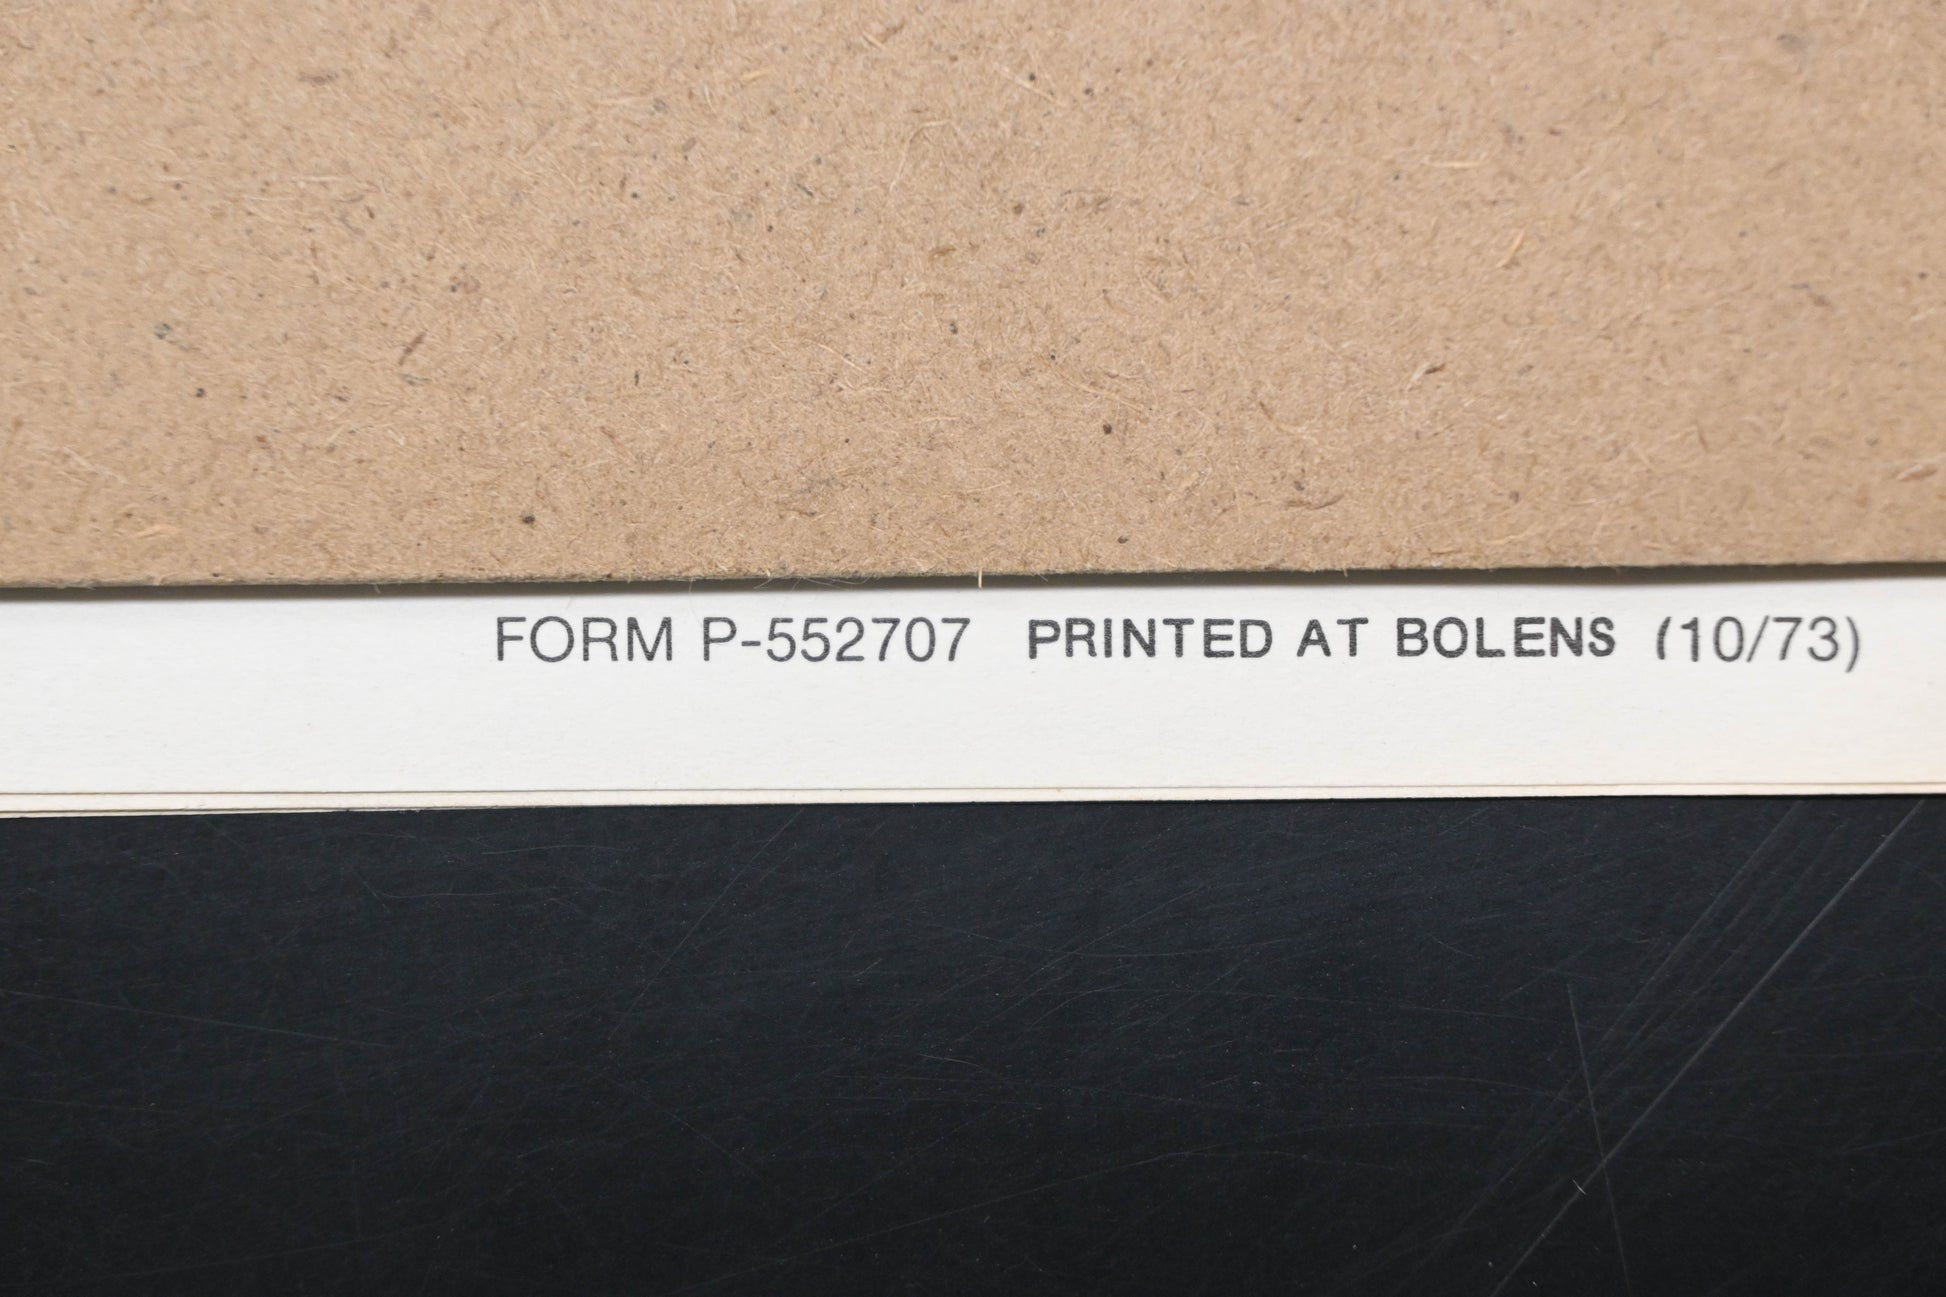 FORM P-552707 PRINTED AT BOLENS (10/73)